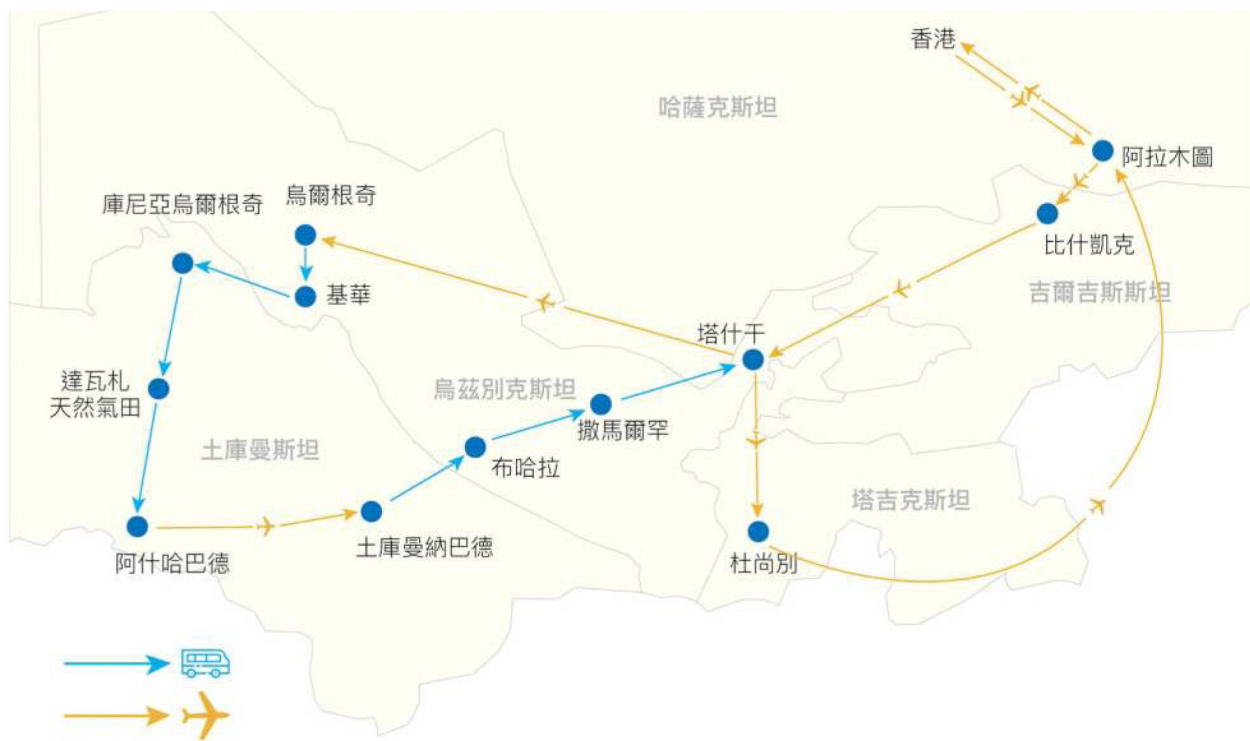 香港
哈薩克斯坦
阿拉木圖
烏爾根奇
庫尼亞烏爾根奇
比什凱克
基華
吉爾吉斯斯坦
塔什干
達瓦札
天然氣田
烏茲別克斯坦
撒馬爾罕
土庫曼斯坦
布哈拉
塔吉克斯坦
土庫曼納巴德
阿什哈巴德
杜尚別